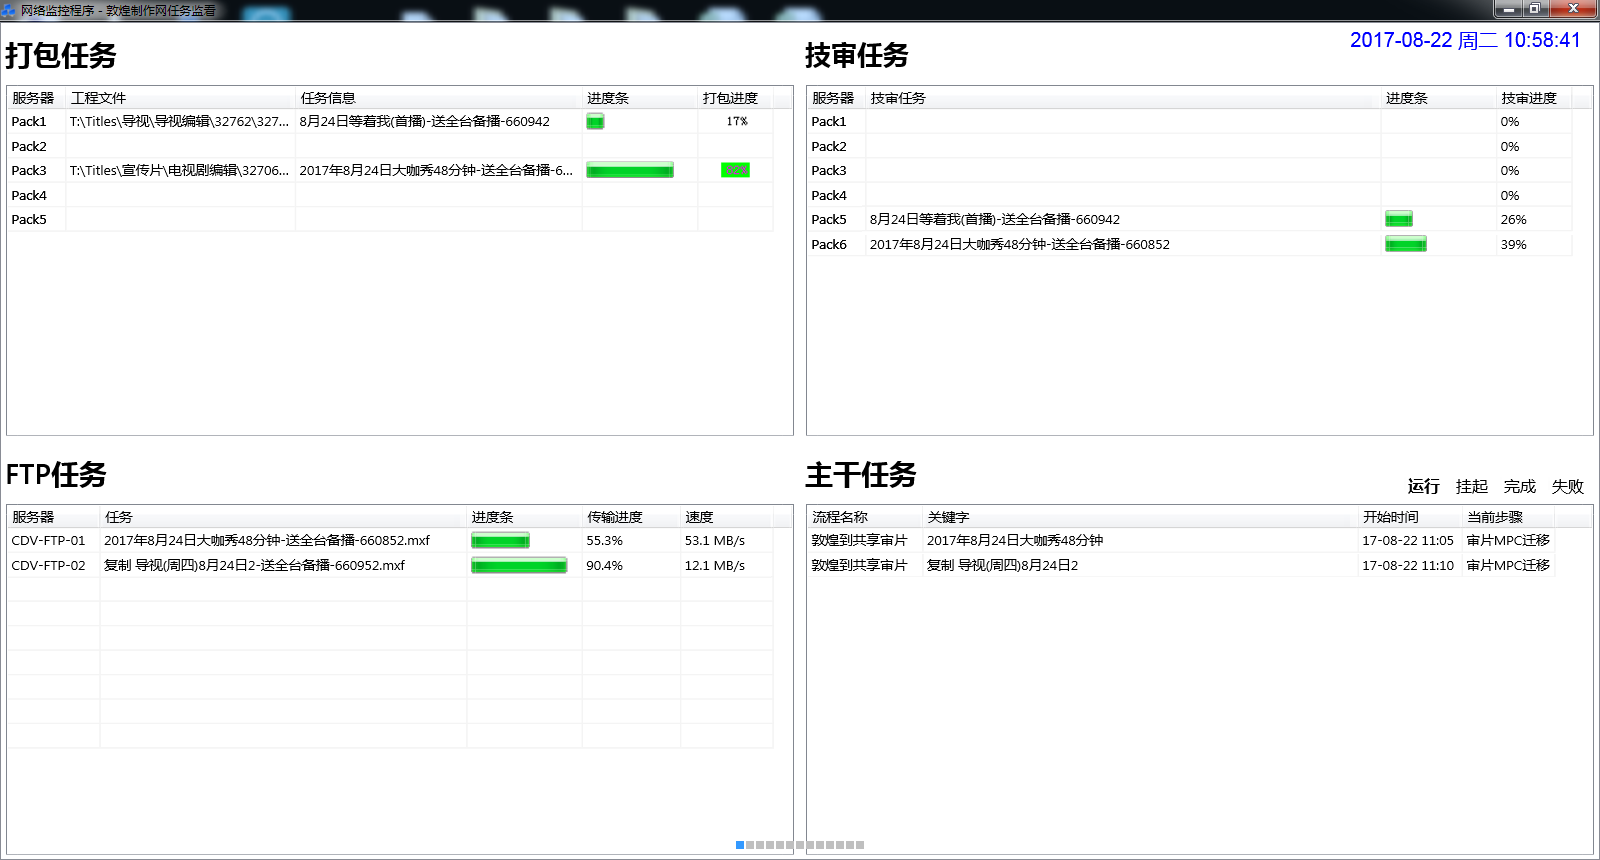 网络监控程序 - 敦煌制作网任务监看
2017-08-22 周二 10:58:41
打包任务
服务器 工程文件 任务信息 进度条 打包进度
Pack1 T:\Titles\导视\导视编辑\32762\327... 8月24日等着我(首播)-送全台备播-660942 17%
Pack2
Pack3 T:\Titles\宣传片\电视剧编辑\32706... 2017年8月24日大咖秀48分钟-送全台备播-6... 82%
Pack4
Pack5
技审任务
服务器 技审任务 进度条 技审进度
Pack1 0%
Pack2 0%
Pack3 0%
Pack4 0%
Pack5 8月24日等着我(首播)-送全台备播-660942 26%
Pack6 2017年8月24日大咖秀48分钟-送全台备播-660852 39%
FTP任务
服务器 任务 进度条 传输进度 速度
CDV-FTP-01 2017年8月24日大咖秀48分钟-送全台备播-660852.mxf 55.3% 53.1 MB/s
CDV-FTP-02 复制 导视(周四)8月24日2-送全台备播-660952.mxf 90.4% 12.1 MB/s
主干任务
运行 挂起 完成 失败
流程名称 关键字 开始时间 当前步骤
敦煌到共享审片 2017年8月24日大咖秀48分钟 17-08-22 11:05 审片MPC迁移
敦煌到共享审片 复制 导视(周四)8月24日2 17-08-22 11:10 审片MPC迁移